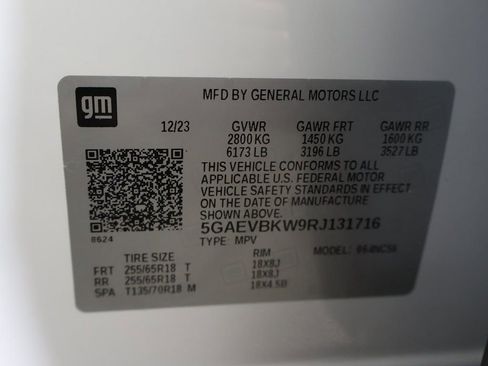 gm
MFD BY GENERAL MOTORS LLC
12/23 GVWR GAWR FRT GAWR RR
2800 KG 1450 KG 1600 KG
6173 LB 3196 LB 3527 LB
THIS VEHICLE CONFORMS TO ALL
APPLICABLE U.S. FEDERAL MOTOR
VEHICLE SAFETY STANDARDS IN EFFECT
ON THE DATE OF MANUFACTURE
SHOWN ABOVE.
8624
5GAEVBKW9RJ131716
TYPE: MPV MODEL:
TIRE SIZE RIM
FRT 255/65R18 T 18X8J
RR 255/65R18 T 18X8J
SPA T135/70R18 M 18X4.5B